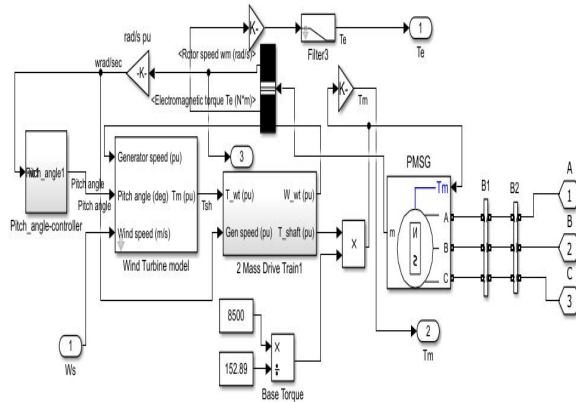 K-
Filter3
Te
1
Te
rad/s pu
<Rotor speed wm (rad/s)>
wrad/sec
-K-
<Electromagnetic torque Te (N*m)>
K-
Tm
3
Pitch angle
Pitch_angle-controller
Generator speed (pu)
Pitch angle
Pitch angle (deg)
Tm (pu)
Wind speed (m/s)
Wind Turbine model
Tsh
T_wt (pu)
W_wt (pu)
Gen speed (pu)
T_shaft (pu)
2 Mass Drive Train1
×
PMSG
Tm
m
N
S
A
B
C
B1
B2
A
1
B
2
C
3
1
Ws
8500
152.89
×
÷
Base Torque
2
Tm